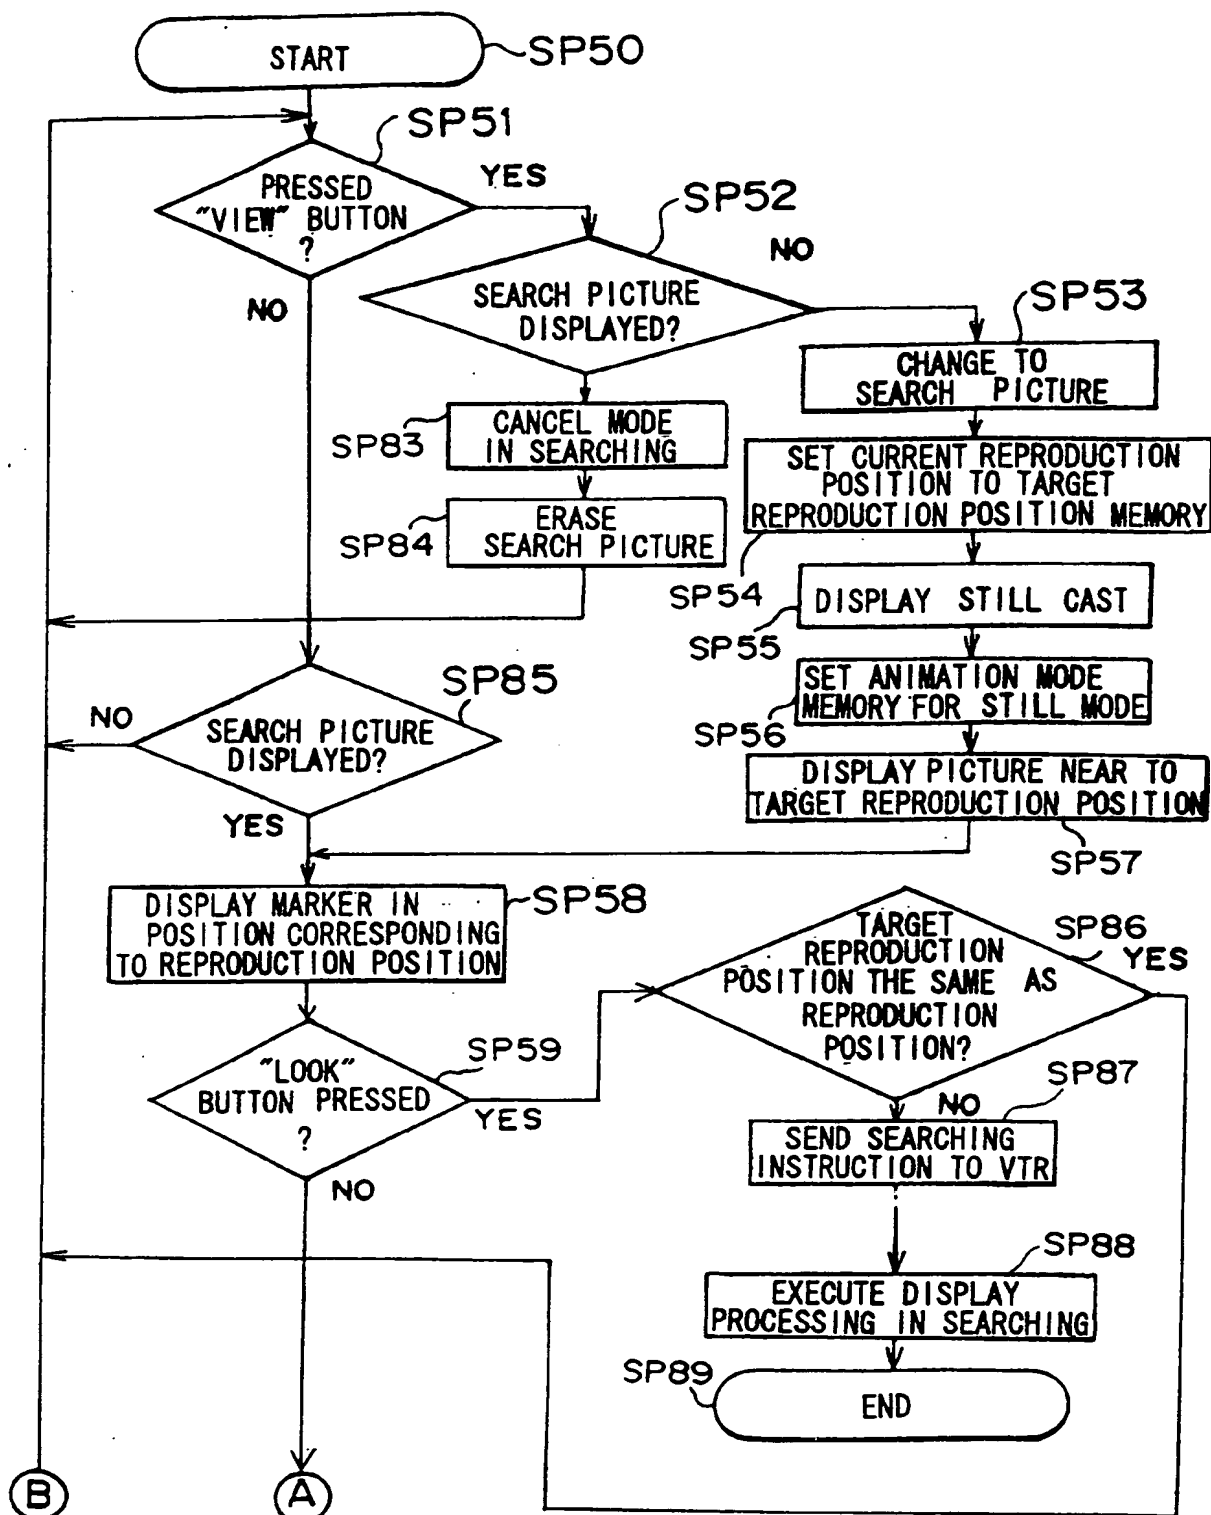 START
SP50
SP51
PRESSED
"VIEW" BUTTON
?
YES
NO
SP52
SEARCH PICTURE
DISPLAYED?
NO
SP53
CHANGE TO
SEARCH PICTURE
SP83
CANCEL MODE
IN SEARCHING
SET CURRENT REPRODUCTION
POSITION TO TARGET
REPRODUCTION POSITION MEMORY
SP54
SP84
ERASE
SEARCH PICTURE
DISPLAY STILL CAST
SP55
SET ANIMATION MODE
MEMORY FOR STILL MODE
SP56
SP85
NO
SEARCH PICTURE
DISPLAYED?
YES
DISPLAY PICTURE NEAR TO
TARGET REPRODUCTION POSITION
SP57
DISPLAY MARKER IN
POSITION CORRESPONDING
TO REPRODUCTION POSITION
SP58
TARGET
REPRODUCTION
POSITION THE SAME AS
REPRODUCTION
POSITION?
SP86
YES
NO
SP59
"LOOK"
BUTTON PRESSED
?
YES
NO
SP87
SEND SEARCHING
INSTRUCTION TO VTR
SP88
EXECUTE DISPLAY
PROCESSING IN SEARCHING
SP89
END
B
A